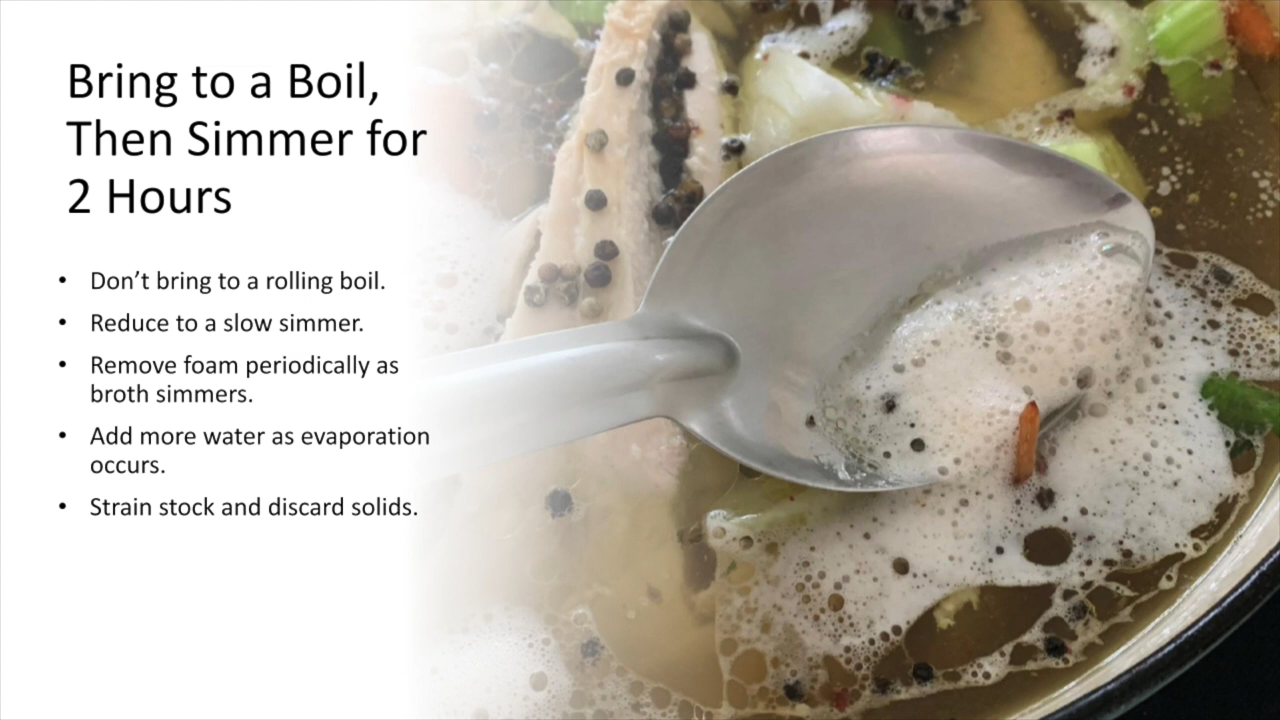 Bring to a Boil,
Then Simmer for
2 Hours
• Don’t bring to a rolling boil.
• Reduce to a slow simmer.
• Remove foam periodically as
broth simmers.
• Add more water as evaporation
occurs.
• Strain stock and discard solids.